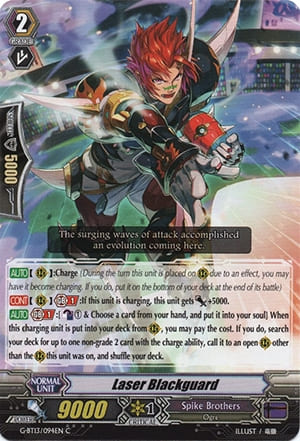 GRADE
2
5000
The surging waves of attack accomplished
an evolution coming here.
AUTO [ ]:Charge (During the turn this unit is placed on due to an effect, you may
have it become charging. If you do, put it on the bottom of your deck at the end of its battle.)
CONT [ ] GB 1 :If this unit is charging, this unit gets +5000.
AUTO [ ] GB 1 :[ 1 & Choose a card from your hand, and put it into your soul] When
this charging unit is put into your deck from , you may pay the cost. If you do, search
your deck for up to one non-grade 2 card with the charge ability, call it to an open other
than the this unit was on, and shuffle your deck.
Laser Blackguard
NORMAL
UNIT
POWER
9000
1
CRITICAL
Spike Brothers
Ogre
G-BT13/094EN C
ILLUST / 竜徹